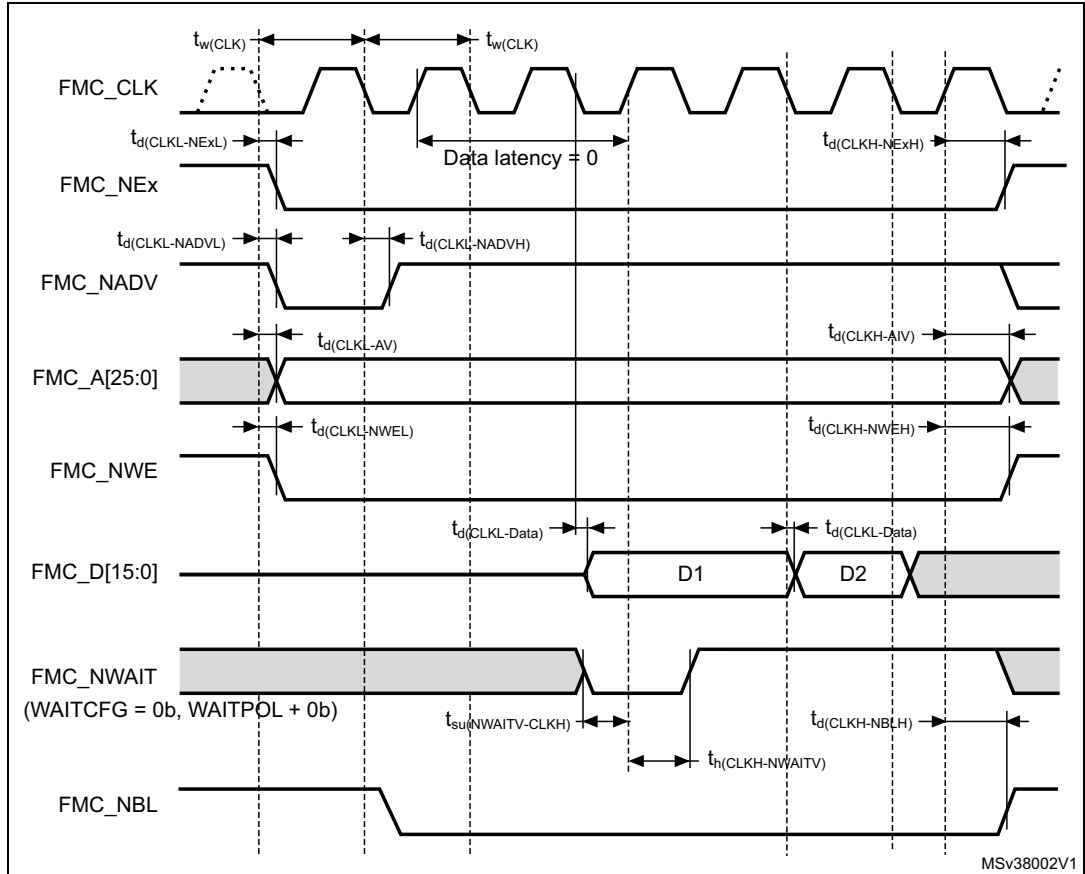 tw(CLK) tw(CLK)
FMC_CLK
td(CLKL-NExL) Data latency = 0 td(CLKH-NExH)
FMC_NEx
td(CLKL-NADVL) td(CLKL-NADVH)
FMC_NADV
td(CLKL-AV) td(CLKH-AIV)
FMC_A[25:0]
td(CLKL-NWEL) td(CLKH-NWEH)
FMC_NWE
td(CLKL-Data) td(CLKL-Data)
FMC_D[15:0] D1 D2
FMC_NWAIT
(WAITCFG = 0b, WAITPOL + 0b)
tsu(NWAITV-CLKH) td(CLKH-NBLH)
th(CLKH-NWAITV)
FMC_NBL
MSv38002V1